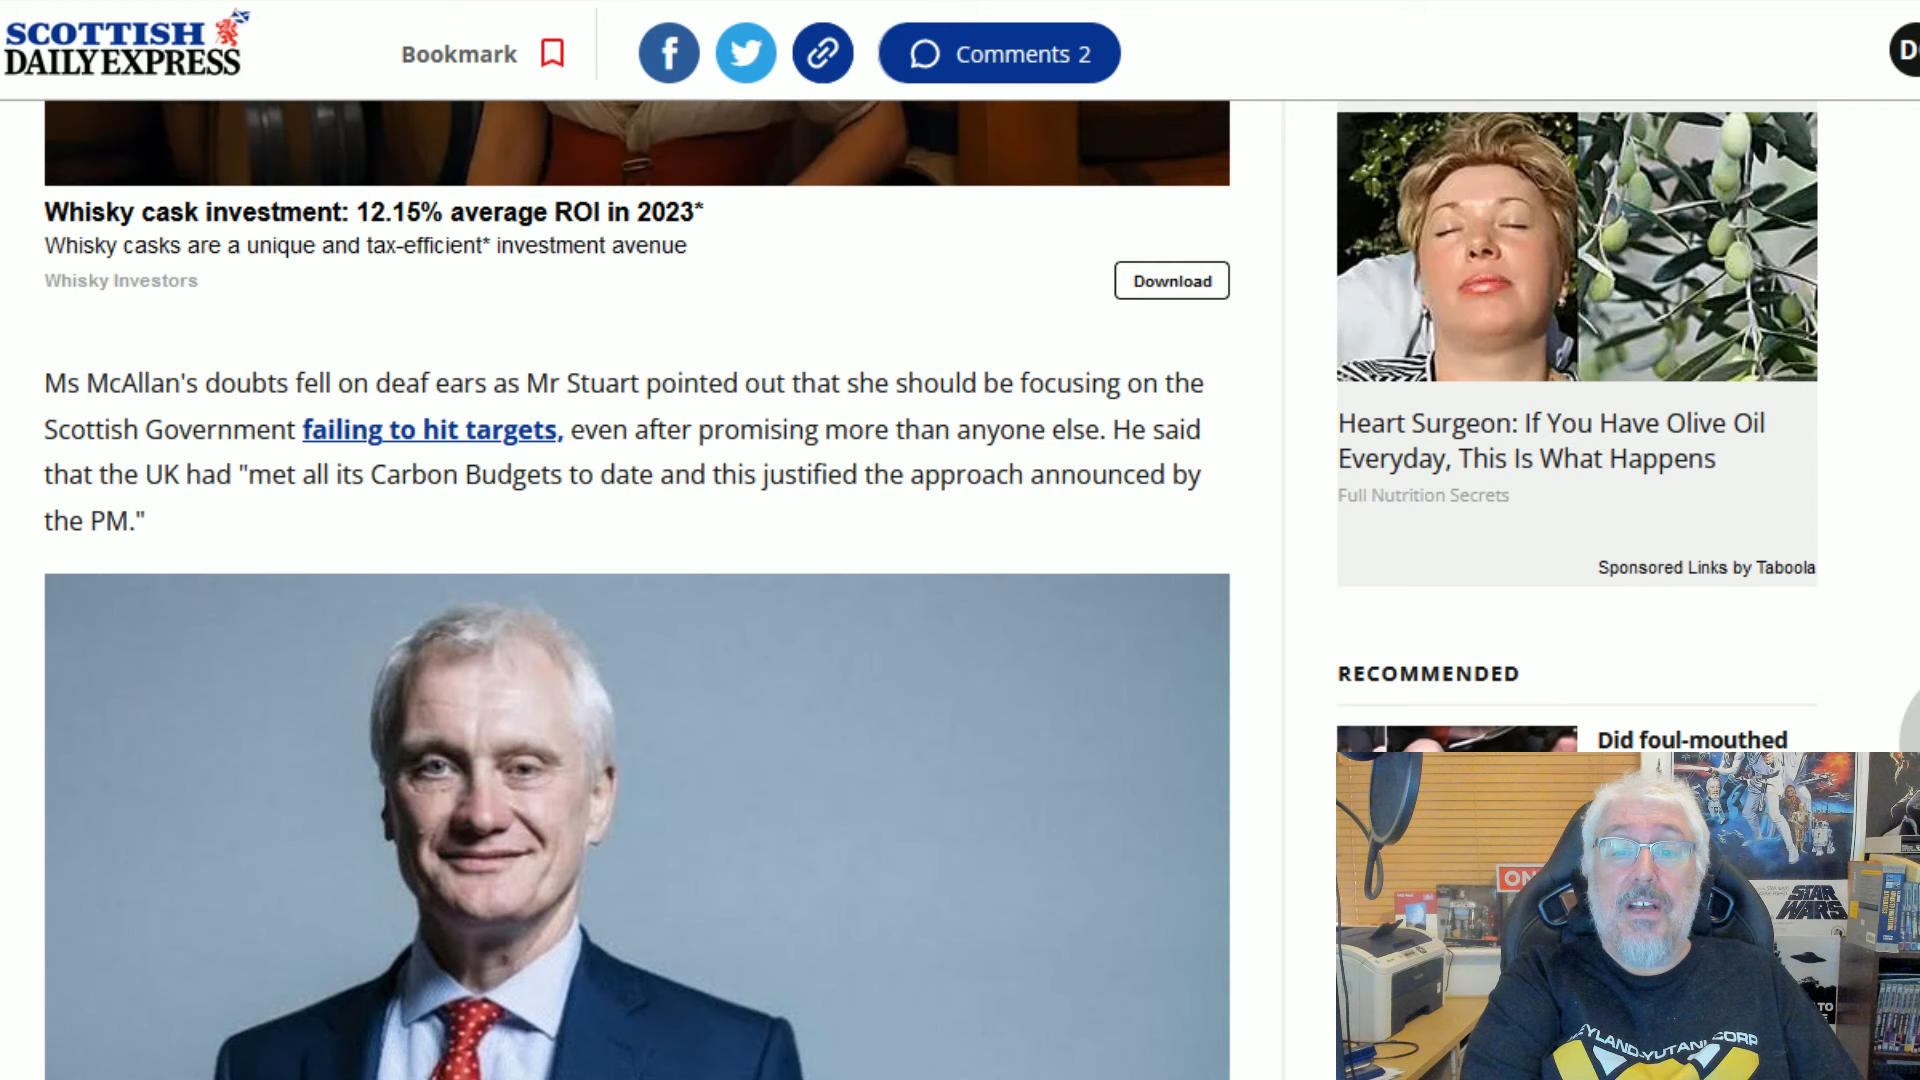 SCOTTISH
DAILY EXPRESS
Bookmark
Comments 2
Whisky cask investment: 12.15% average ROI in 2023*
Whisky casks are a unique and tax-efficient* investment avenue
Whisky Investors
Download
Ms McAllan's doubts fell on deaf ears as Mr Stuart pointed out that she should be focusing on the
Scottish Government failing to hit targets, even after promising more than anyone else. He said
that the UK had "met all its Carbon Budgets to date and this justified the approach announced by
the PM."
Heart Surgeon: If You Have Olive Oil
Everyday, This Is What Happens
Full Nutrition Secrets
Sponsored Links by Taboola
RECOMMENDED
Did foul-mouthed
ON
STAR
WARS
TO
YLAND-YUTANI CORP